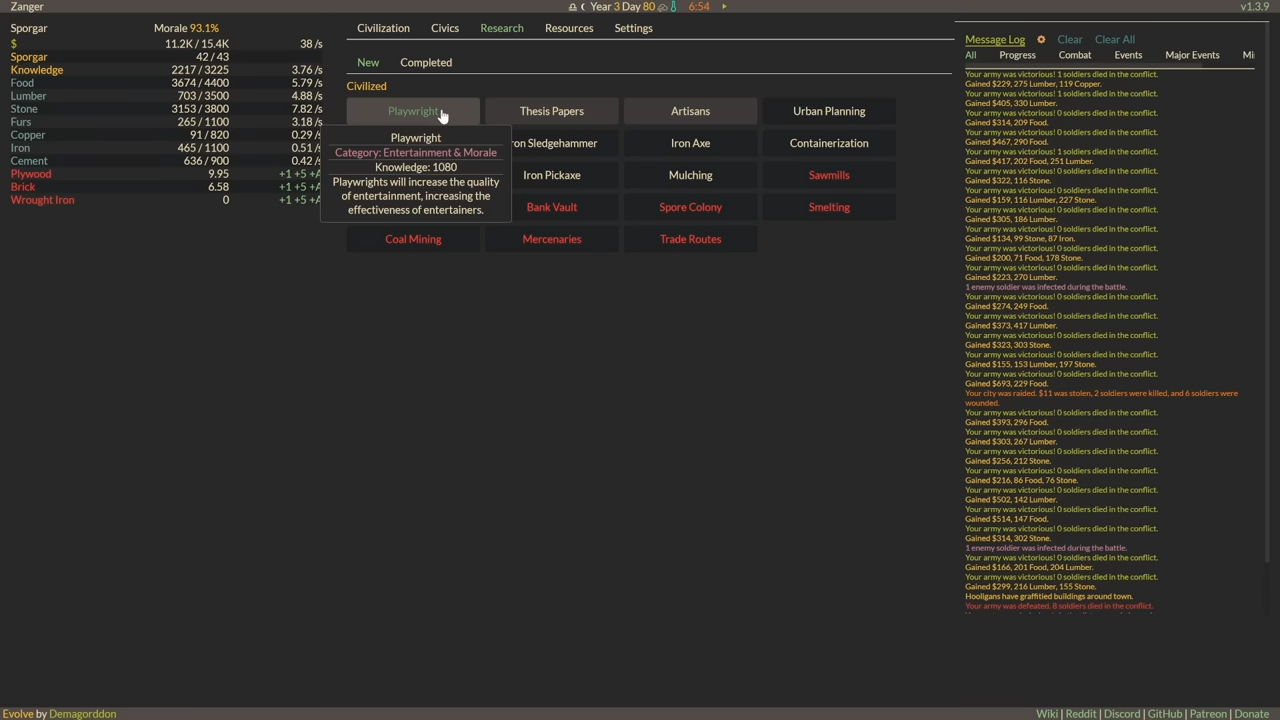 Zanger
Year 3 Day 80
6:54
v1.3.9
Sporgar
Morale 93.1%
$ 11.2K / 15.4K 38 /s
Sporgar 42 / 43
Knowledge 2217 / 3225 3.76 /s
Food 3674 / 4400 5.79 /s
Lumber 703 / 3500 4.88 /s
Stone 3153 / 3800 7.82 /s
Furs 265 / 1100 3.18 /s
Copper 91 / 820 0.29 /s
Iron 465 / 1100 0.51 /s
Cement 636 / 900 0.42 /s
Plywood 9.95 +1 +5 +A
Brick 6.58 +1 +5 +A
Wrought Iron 0 +1 +5 +A
Civilization Civics Research Resources Settings
New Completed
Civilized
Playwright Thesis Papers Artisans Urban Planning
Iron Axe Containerization
Iron Pickaxe Mulching Sawmills
Bank Vault Spore Colony Smelting
Coal Mining Mercenaries Trade Routes
Playwright
Category: Entertainment & Morale
Knowledge: 1080
Playwrights will increase the quality
of entertainment, increasing the
effectiveness of entertainers.
ron Sledgehammer
Message Log Clear Clear All
All Progress Combat Events Major Events Mi
Your army was victorious! 1 soldiers died in the conflict.
Gained $229, 275 Lumber, 119 Copper.
Your army was victorious! 1 soldiers died in the conflict.
Gained $405, 330 Lumber.
Your army was victorious! 0 soldiers died in the conflict.
Gained $314, 209 Food.
Your army was victorious! 0 soldiers died in the conflict.
Gained $467, 290 Food.
Your army was victorious! 1 soldiers died in the conflict.
Gained $417, 202 Food, 251 Lumber.
Your army was victorious! 0 soldiers died in the conflict.
Gained $322, 116 Stone.
Your army was victorious! 0 soldiers died in the conflict.
Gained $159, 116 Lumber, 227 Stone.
Your army was victorious! 0 soldiers died in the conflict.
Gained $305, 186 Lumber.
Your army was victorious! 0 soldiers died in the conflict.
Gained $134, 99 Stone, 87 Iron.
Your army was victorious! 0 soldiers died in the conflict.
Gained $200, 71 Food, 178 Stone.
Your army was victorious! 0 soldiers died in the conflict.
Gained $223, 270 Lumber.
1 enemy soldier was infected during the battle.
Your army was victorious! 0 soldiers died in the conflict.
Gained $274, 249 Food.
Your army was victorious! 0 soldiers died in the conflict.
Gained $373, 417 Lumber.
Your army was victorious! 0 soldiers died in the conflict.
Gained $323, 303 Stone.
Your army was victorious! 0 soldiers died in the conflict.
Gained $155, 153 Lumber, 197 Stone.
Your army was victorious! 0 soldiers died in the conflict.
Gained $693, 229 Food.
Your city was raided. $11 was stolen, 2 soldiers were killed, and 6 soldiers were
wounded.
Your army was victorious! 0 soldiers died in the conflict.
Gained $393, 296 Food.
Your army was victorious! 0 soldiers died in the conflict.
Gained $303, 267 Lumber.
Your army was victorious! 0 soldiers died in the conflict.
Gained $256, 212 Stone.
Your army was victorious! 0 soldiers died in the conflict.
Gained $216, 86 Food, 76 Stone.
Your army was victorious! 0 soldiers died in the conflict.
Gained $502, 142 Lumber.
Your army was victorious! 0 soldiers died in the conflict.
Gained $514, 147 Food.
Your army was victorious! 0 soldiers died in the conflict.
Gained $314, 302 Stone.
1 enemy soldier was infected during the battle.
Your army was victorious! 0 soldiers died in the conflict.
Gained $166, 201 Food, 204 Lumber.
Your army was victorious! 0 soldiers died in the conflict.
Gained $299, 216 Lumber, 155 Stone.
Hooligans have graffitied buildings around town.
Your army was defeated. 8 soldiers died in the conflict.
Evolve by Demagorddon
Wiki | Reddit | Discord | GitHub | Patreon | Donate